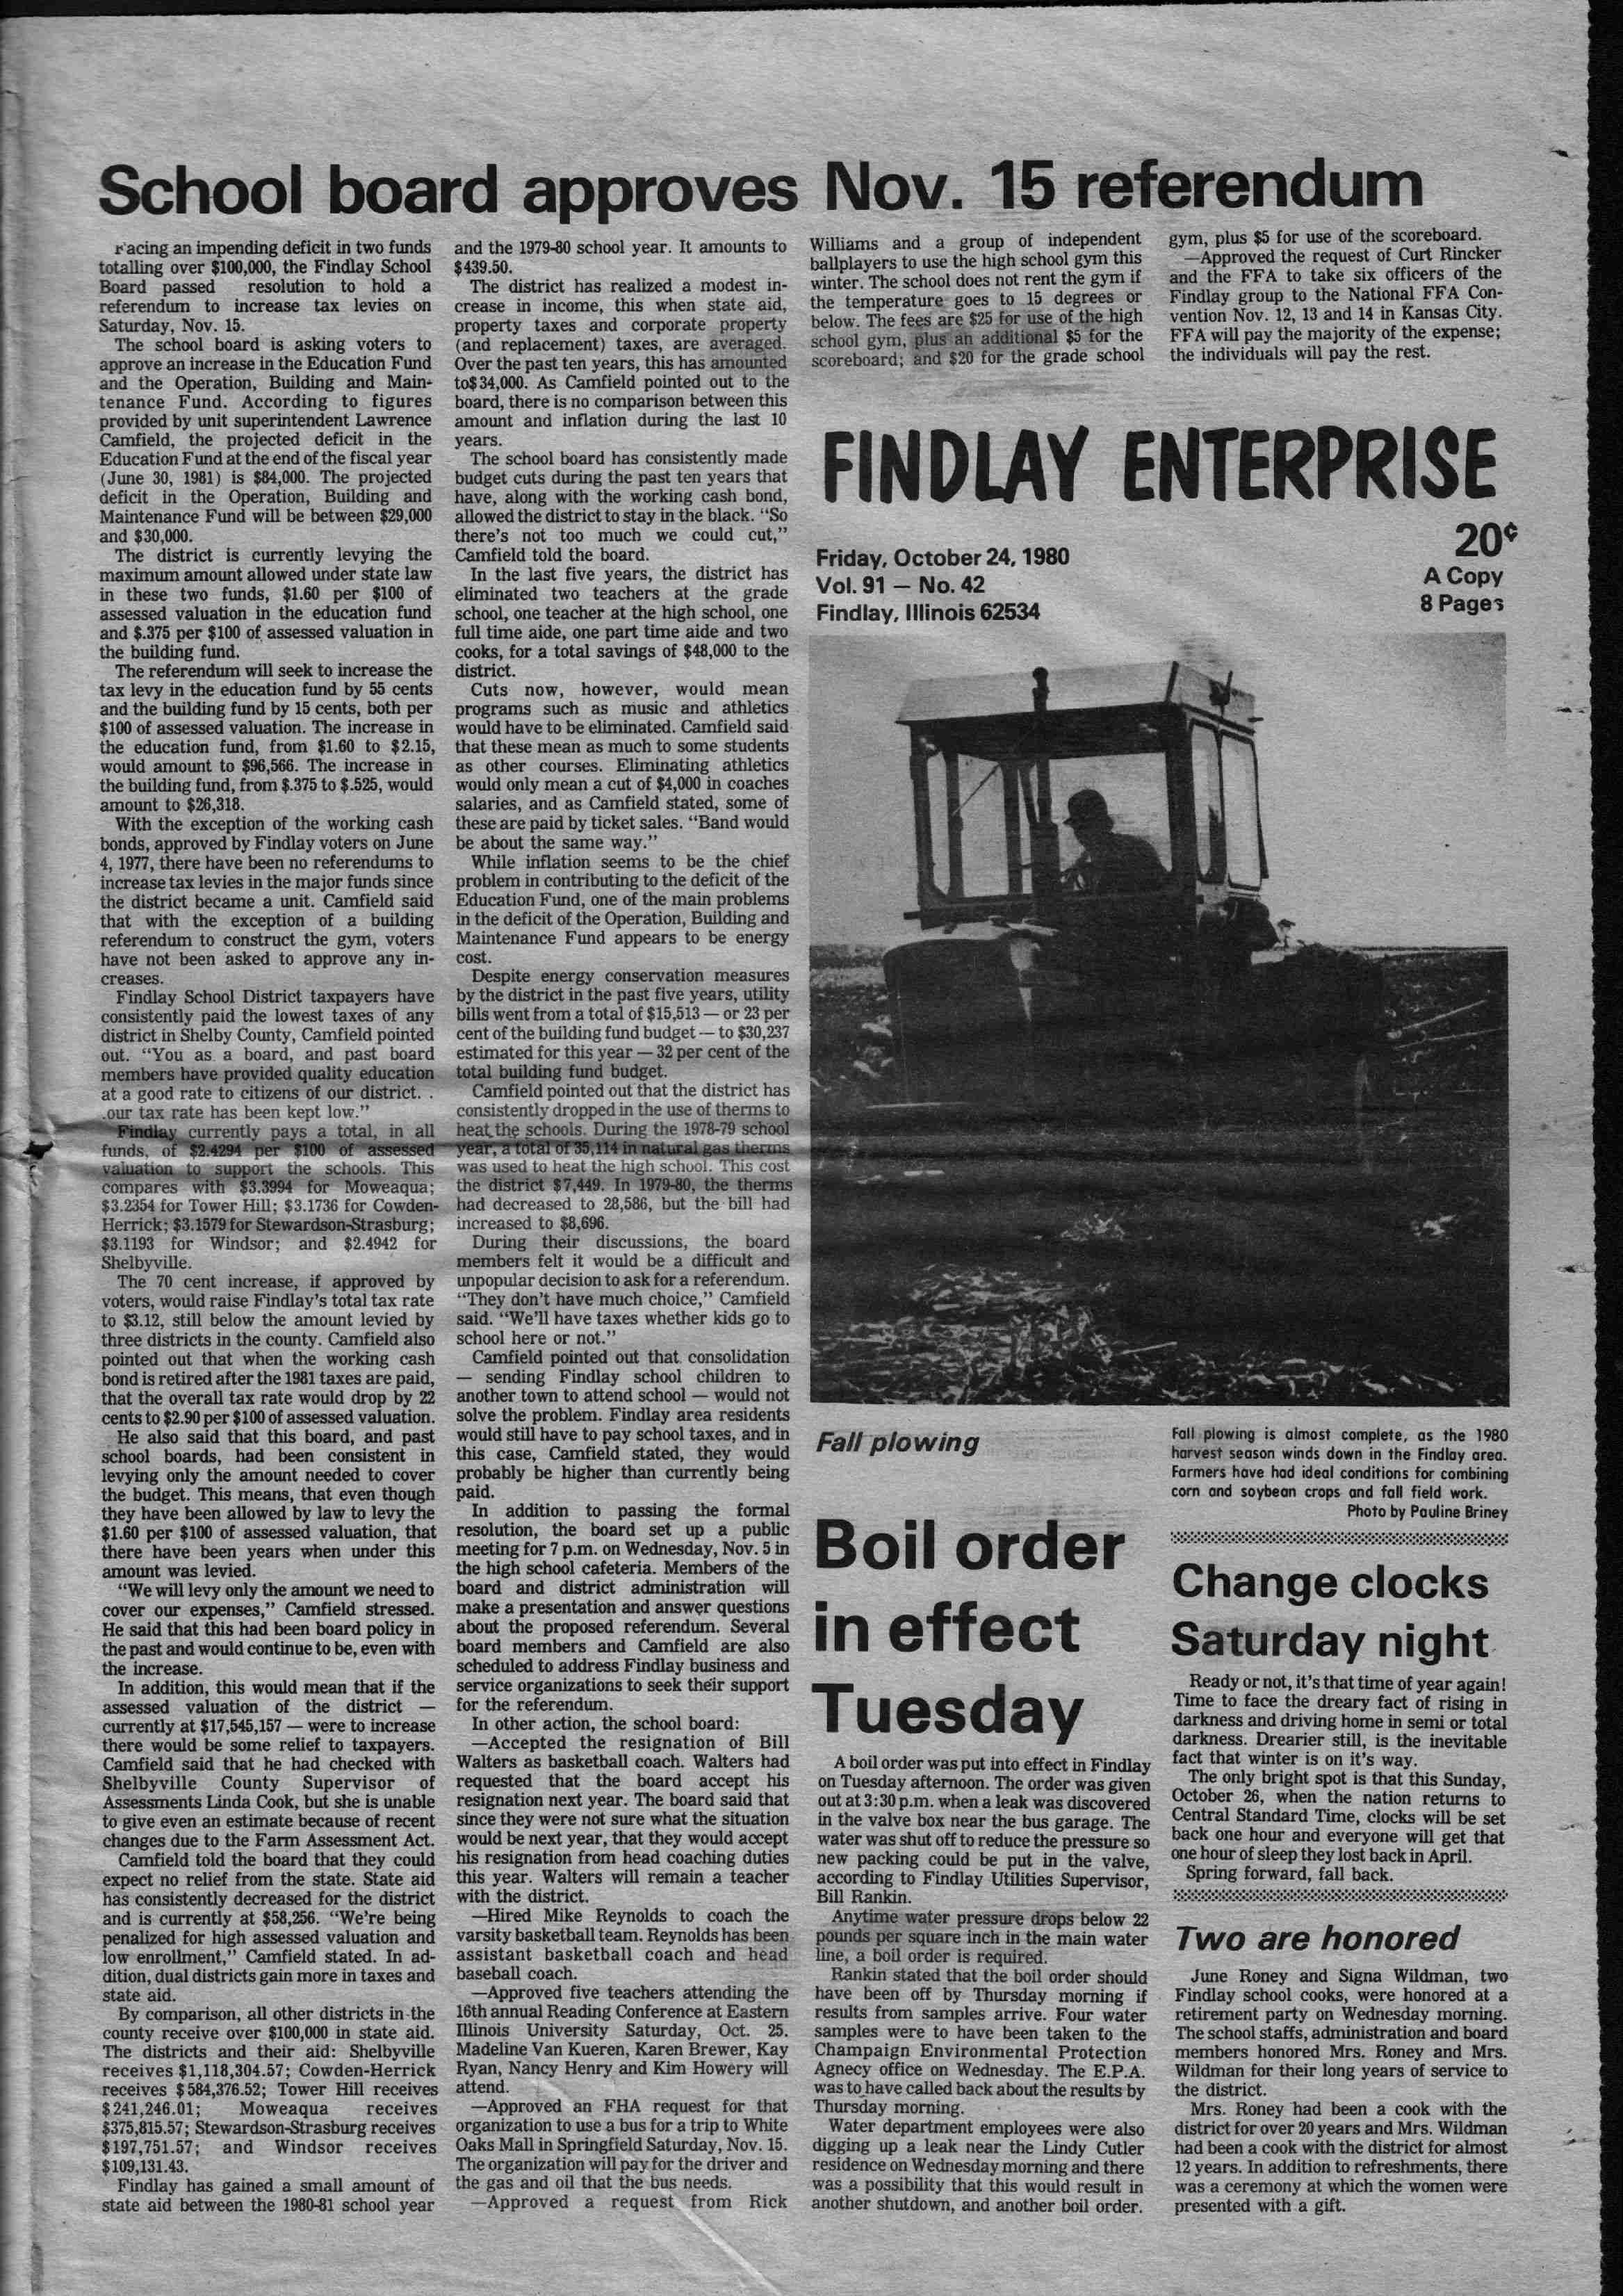 School board approves Nov. 15 referendum
Facing an impending deficit in two funds
totalling over $100,000, the Findlay School
Board passed resolution to hold a
referendum to increase tax levies on
Saturday, Nov. 15.
The school board is asking voters to
approve an increase in the Education Fund
and the Operation, Building and Main-
tenance Fund. According to figures
provided by unit superintendent Lawrence
Camfield, the projected deficit in the
Education Fund at the end of the fiscal year
(June 30, 1981) is $84,000. The projected
deficit in the Operation, Building and
Maintenance Fund will be between $29,000
and $30,000.
The district is currently levying the
maximum amount allowed under state law
in these two funds, $1.60 per $100 of
assessed valuation in the education fund
and $.375 per $100 of assessed valuation in
the building fund.
The referendum will seek to increase the
tax levy in the education fund by 55 cents
and the building fund by 15 cents, both per
$100 of assessed valuation. The increase in
the education fund, from $1.60 to $2.15,
would amount to $96,566. The increase in
the building fund, from $.375 to $.525, would
amount to $26,318.
With the exception of the working cash
bonds, approved by Findlay voters on June
4, 1977, there have been no referendums to
increase tax levies in the major funds since
the district became a unit. Camfield said
that with the exception of a building
referendum to construct the gym, voters
have not been asked to approve any in-
creases.
Findlay School District taxpayers have
consistently paid the lowest taxes of any
district in Shelby County, Camfield pointed
out. "You as a board, and past board
members have provided quality education
at a good rate to citizens of our district. .
.our tax rate has been kept low."
Findlay currently pays a total, in all
funds, of $2.4294 per $100 of assessed
valuation to support the schools. This
compares with $3.3994 for Moweaqua;
$3.2354 for Tower Hill; $3.1736 for Cowden-
Herrick; $3.1579 for Stewardson-Strasburg;
$3.1193 for Windsor; and $2.4942 for
Shelbyville.
The 70 cent increase, if approved by
voters, would raise Findlay's total tax rate
to $3.12, still below the amount levied by
three districts in the county. Camfield also
pointed out that when the working cash
bond is retired after the 1981 taxes are paid,
that the overall tax rate would drop by 22
cents to $2.90 per $100 of assessed valuation.
He also said that this board, and past
school boards, had been consistent in
levying only the amount needed to cover
the budget. This means, that even though
they have been allowed by law to levy the
$1.60 per $100 of assessed valuation, that
there have been years when under this
amount was levied.
"We will levy only the amount we need to
cover our expenses," Camfield stressed.
He said that this had been board policy in
the past and would continue to be, even with
the increase.
In addition, this would mean that if the
assessed valuation of the district —
currently at $17,545,157 — were to increase
there would be some relief to taxpayers.
Camfield said that he had checked with
Shelbyville County Supervisor of
Assessments Linda Cook, but she is unable
to give even an estimate because of recent
changes due to the Farm Assessment Act.
Camfield told the board that they could
expect no relief from the state. State aid
has consistently decreased for the district
and is currently at $58,256. "We're being
penalized for high assessed valuation and
low enrollment," Camfield stated. In ad-
dition, dual districts gain more in taxes and
state aid.
By comparison, all other districts in the
county receive over $100,000 in state aid.
The districts and their aid: Shelbyville
receives $1,118,304.57; Cowden-Herrick
receives $584,376.52; Tower Hill receives
$241,246.01; Moweaqua receives
$375,815.57; Stewardson-Strasburg receives
$197,751.57; and Windsor receives
$109,131.43.
Findlay has gained a small amount of
state aid between the 1980-81 school year
and the 1979-80 school year. It amounts to
$439.50.
The district has realized a modest in-
crease in income, this when state aid,
property taxes and corporate property
(and replacement) taxes, are averaged.
Over the past ten years, this has amounted
to$34,000. As Camfield pointed out to the
board, there is no comparison between this
amount and inflation during the last 10
years.
The school board has consistently made
budget cuts during the past ten years that
have, along with the working cash bond,
allowed the district to stay in the black. "So
there's not too much we could cut,"
Camfield told the board.
In the last five years, the district has
eliminated two teachers at the grade
school, one teacher at the high school, one
full time aide, one part time aide and two
cooks, for a total savings of $48,000 to the
district.
Cuts now, however, would mean
programs such as music and athletics
would have to be eliminated. Camfield said
that these mean as much to some students
as other courses. Eliminating athletics
would only mean a cut of $4,000 in coaches
salaries, and as Camfield stated, some of
these are paid by ticket sales. "Band would
be about the same way."
While inflation seems to be the chief
problem in contributing to the deficit of the
Education Fund, one of the main problems
in the deficit of the Operation, Building and
Maintenance Fund appears to be energy
cost.
Despite energy conservation measures
by the district in the past five years, utility
bills went from a total of $15,513 — or 23 per
cent of the building fund budget — to $30,237
estimated for this year — 32 per cent of the
total building fund budget.
Camfield pointed out that the district has
consistently dropped in the use of therms to
heat the schools. During the 1978-79 school
year, a total of 35,114 in natural gas therms
was used to heat the high school. This cost
the district $7,449. In 1979-80, the therms
had decreased to 28,586, but the bill had
increased to $8,696.
During their discussions, the board
members felt it would be a difficult and
unpopular decision to ask for a referendum.
"They don't have much choice," Camfield
said. "We'll have taxes whether kids go to
school here or not."
Camfield pointed out that consolidation
— sending Findlay school children to
another town to attend school — would not
solve the problem. Findlay area residents
would still have to pay school taxes, and in
this case, Camfield stated, they would
probably be higher than currently being
paid.
In addition to passing the formal
resolution, the board set up a public
meeting for 7 p.m. on Wednesday, Nov. 5 in
the high school cafeteria. Members of the
board and district administration will
make a presentation and answer questions
about the proposed referendum. Several
board members and Camfield are also
scheduled to address Findlay business and
service organizations to seek their support
for the referendum.
In other action, the school board:
—Accepted the resignation of Bill
Walters as basketball coach. Walters had
requested that the board accept his
resignation next year. The board said that
since they were not sure what the situation
would be next year, that they would accept
his resignation from head coaching duties
this year. Walters will remain a teacher
with the district.
—Hired Mike Reynolds to coach the
varsity basketball team. Reynolds has been
assistant basketball coach and head
baseball coach.
—Approved five teachers attending the
16th annual Reading Conference at Eastern
Illinois University Saturday, Oct. 25.
Madeline Van Kueren, Karen Brewer, Kay
Ryan, Nancy Henry and Kim Howery will
attend.
—Approved an FHA request for that
organization to use a bus for a trip to White
Oaks Mall in Springfield Saturday, Nov. 15.
The organization will pay for the driver and
the gas and oil that the bus needs.
—Approved a request from Rick
Williams and a group of independent
ballplayers to use the high school gym this
winter. The school does not rent the gym if
the temperature goes to 15 degrees or
below. The fees are $25 for use of the high
school gym, plus an additional $5 for the
scoreboard; and $20 for the grade school
gym, plus $5 for use of the scoreboard.
—Approved the request of Curt Rincker
and the FFA to take six officers of the
Findlay group to the National FFA Con-
vention Nov. 12, 13 and 14 in Kansas City.
FFA will pay the majority of the expense;
the individuals will pay the rest.
FINDLAY ENTERPRISE
Friday, October 24, 1980
Vol. 91 — No. 42
Findlay, Illinois 62534
20¢
A Copy
8 Pages
Fall plowing
Fall plowing is almost complete, as the 1980
harvest season winds down in the Findlay area.
Farmers have had ideal conditions for combining
corn and soybean crops and fall field work.
Photo by Pauline Briney
Boil order
in effect
Tuesday
A boil order was put into effect in Findlay
on Tuesday afternoon. The order was given
out at 3:30 p.m. when a leak was discovered
in the valve box near the bus garage. The
water was shut off to reduce the pressure so
new packing could be put in the valve,
according to Findlay Utilities Supervisor,
Bill Rankin.
Anytime water pressure drops below 22
pounds per square inch in the main water
line, a boil order is required.
Rankin stated that the boil order should
have been off by Thursday morning if
results from samples arrive. Four water
samples were to have been taken to the
Champaign Environmental Protection
Agnecy office on Wednesday. The E.P.A.
was to have called back about the results by
Thursday morning.
Water department employees were also
digging up a leak near the Lindy Cutler
residence on Wednesday morning and there
was a possibility that this would result in
another shutdown, and another boil order.
Change clocks
Saturday night
Ready or not, it's that time of year again!
Time to face the dreary fact of rising in
darkness and driving home in semi or total
darkness. Drearier still, is the inevitable
fact that winter is on it's way.
The only bright spot is that this Sunday,
October 26, when the nation returns to
Central Standard Time, clocks will be set
back one hour and everyone will get that
one hour of sleep they lost back in April.
Spring forward, fall back.
Two are honored
June Roney and Signa Wildman, two
Findlay school cooks, were honored at a
retirement party on Wednesday morning.
The school staffs, administration and board
members honored Mrs. Roney and Mrs.
Wildman for their long years of service to
the district.
Mrs. Roney had been a cook with the
district for over 20 years and Mrs. Wildman
had been a cook with the district for almost
12 years. In addition to refreshments, there
was a ceremony at which the women were
presented with a gift.